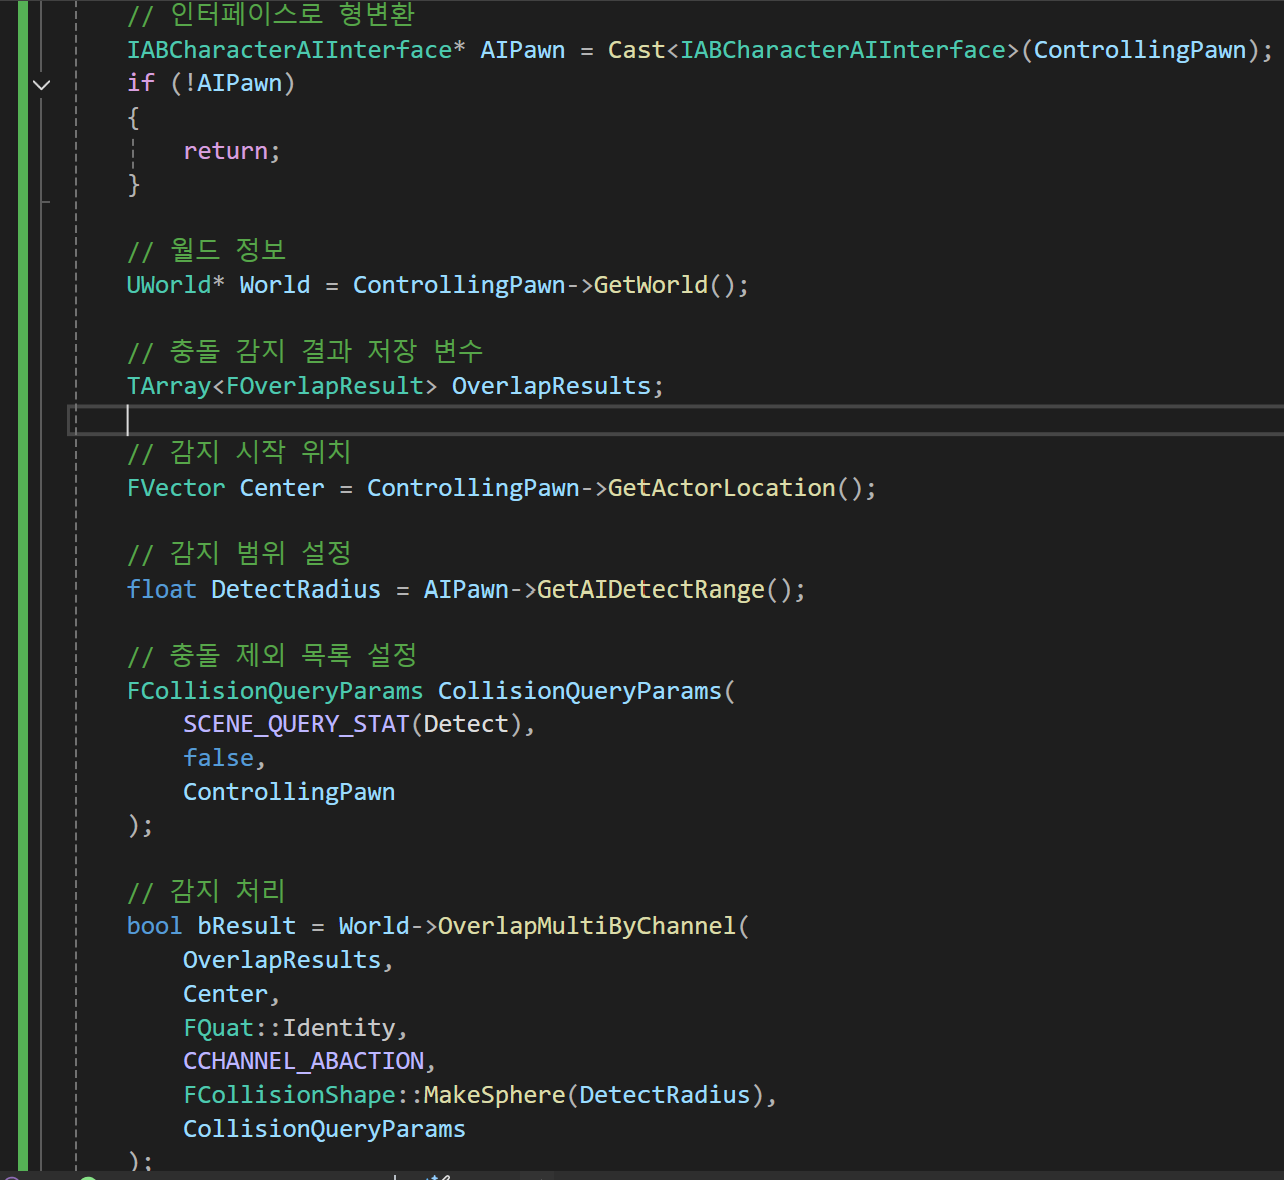 // 인터페이스로 형변환
IABCharacterAIInterface* AIPawn = Cast<IABCharacterAIInterface>(ControllingPawn);
if (!AIPawn)
{
    return;
}
// 월드 정보
UWorld* World = ControllingPawn->GetWorld();
// 충돌 감지 결과 저장 변수
TArray<FOverlapResult> OverlapResults;
// 감지 시작 위치
FVector Center = ControllingPawn->GetActorLocation();
// 감지 범위 설정
float DetectRadius = AIPawn->GetAIDetectRange();
// 충돌 제외 목록 설정
FCollisionQueryParams CollisionQueryParams(
    SCENE_QUERY_STAT(Detect),
    false,
    ControllingPawn
);
// 감지 처리
bool bResult = World->OverlapMultiByChannel(
    OverlapResults,
    Center,
    FQuat::Identity,
    CCHANNEL_ABACTION,
    FCollisionShape::MakeSphere(DetectRadius),
    CollisionQueryParams
);